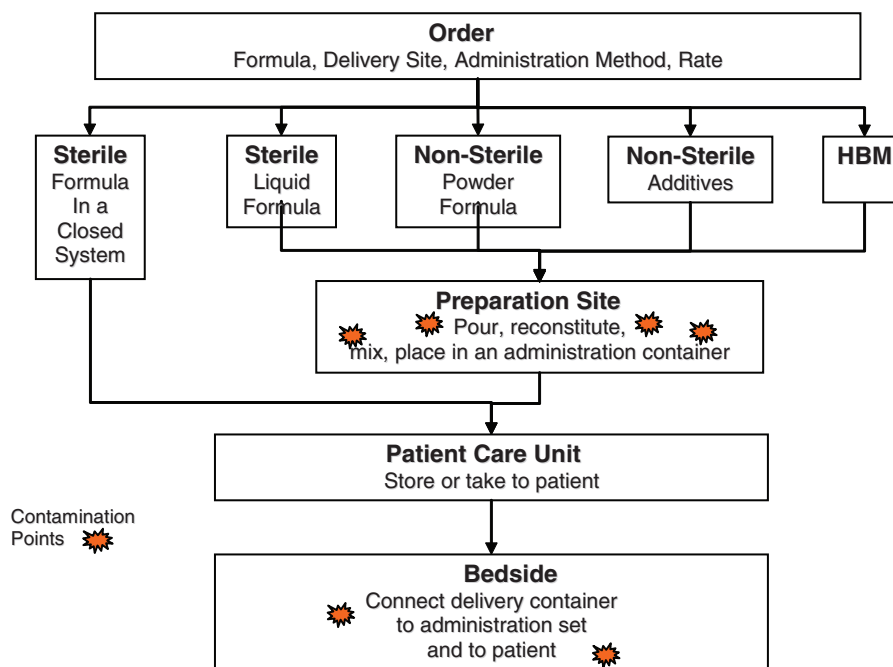 Order
Formula, Delivery Site, Administration Method, Rate
Sterile
Formula
In a
Closed
System
Sterile
Liquid
Formula
Non-Sterile
Powder
Formula
Non-Sterile
Additives
HBM
Preparation Site
Pour, reconstitute,
mix, place in an administration container
Patient Care Unit
Store or take to patient
Contamination
Points
Bedside
Connect delivery container
to administration set
and to patient